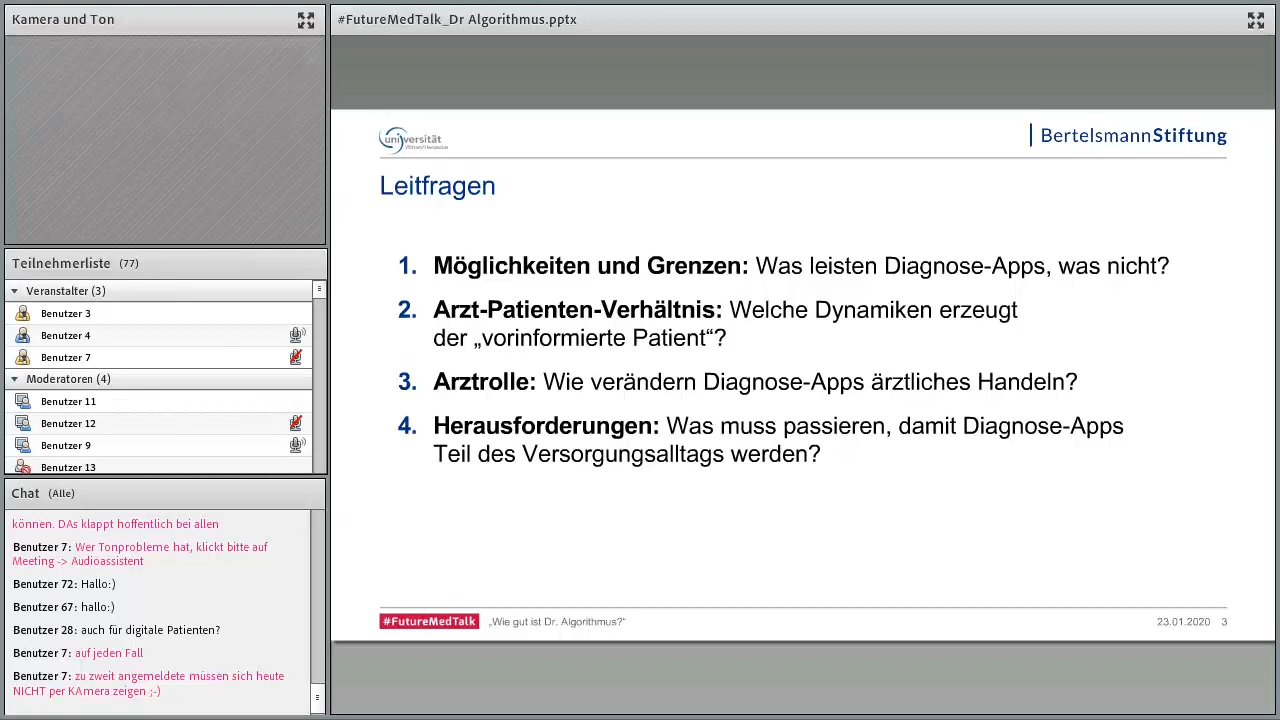 Kamera und Ton
Teilnehmerliste (77)
Veranstalter (3)
Benutzer 3
Benutzer 4
Benutzer 7
Moderatoren (4)
Benutzer 11
Benutzer 12
Benutzer 9
Benutzer 13
Chat (Alle)
können. DAs klappt hoffentlich bei allen
Benutzer 7: Wer Tonprobleme hat, klickt bitte auf
Meeting -> Audioassistent
Benutzer 72: Hallo:)
Benutzer 67: hallo:)
Benutzer 28: auch für digitale Patienten?
Benutzer 7: auf jeden Fall
Benutzer 7: zu zweit angemeldete müssen sich heute
NICHT per KAmera zeigen ;-)
#FutureMedTalk_Dr Algorithmus.pptx
universität
Witten/Herdecke
BertelsmannStiftung
Leitfragen
1. Möglichkeiten und Grenzen: Was leisten Diagnose-Apps, was nicht?
2. Arzt-Patienten-Verhältnis: Welche Dynamiken erzeugt
der „vorinformierte Patient“?
3. Arztrolle: Wie verändern Diagnose-Apps ärztliches Handeln?
4. Herausforderungen: Was muss passieren, damit Diagnose-Apps
Teil des Versorgungsalltags werden?
#FutureMedTalk „Wie gut ist Dr. Algorithmus?“ 23.01.2020 3